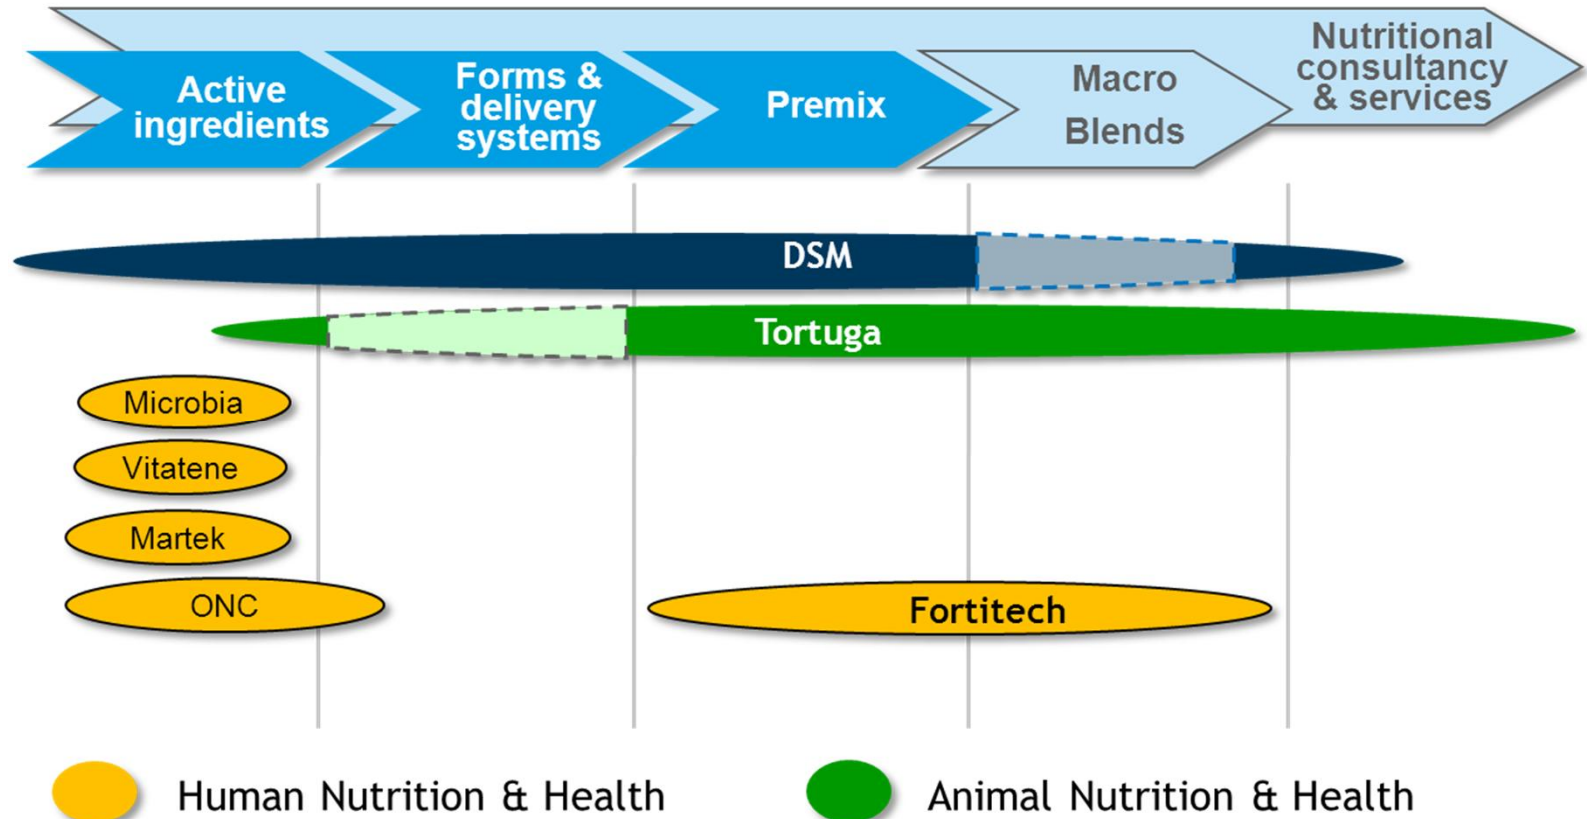 Active
ingredients
Forms &
delivery
systems
Premix
Macro
Blends
Nutritional
consultancy
& services
DSM
Tortuga
Microbia
Vitatene
Martek
ONC
Fortitech
Human Nutrition & Health
Animal Nutrition & Health